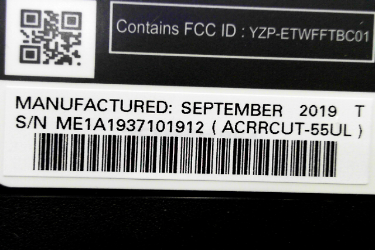 Contains FCC ID : YZP-ETWFFTBC01
MANUFACTURED: SEPTEMBER 2019 T
S/N ME1A1937101912 ( ACRRCUT-55UL )